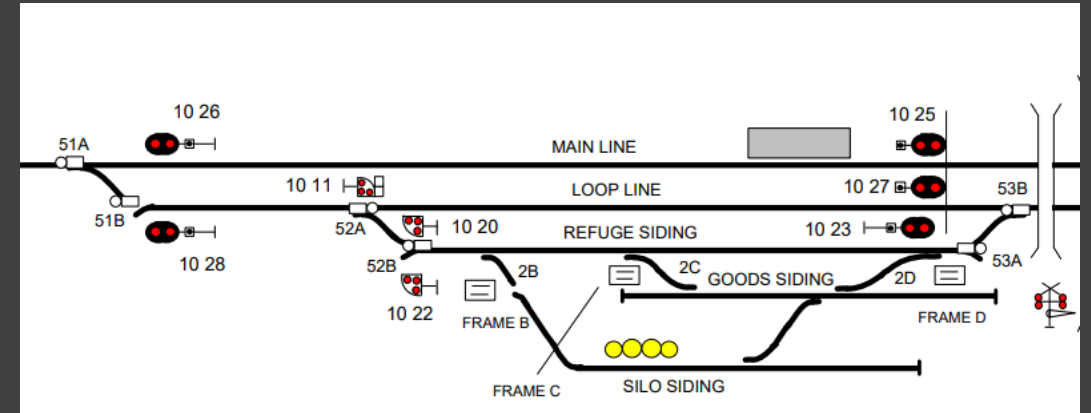 10 26
10 25
51A
MAIN LINE
10 11
LOOP LINE
10 27
53B
51B
52A
10 20
REFUGE SIDING
10 23
10 28
52B
2B
2C
GOODS SIDING
2D
53A
10 22
FRAME B
FRAME D
FRAME C
SILO SIDING